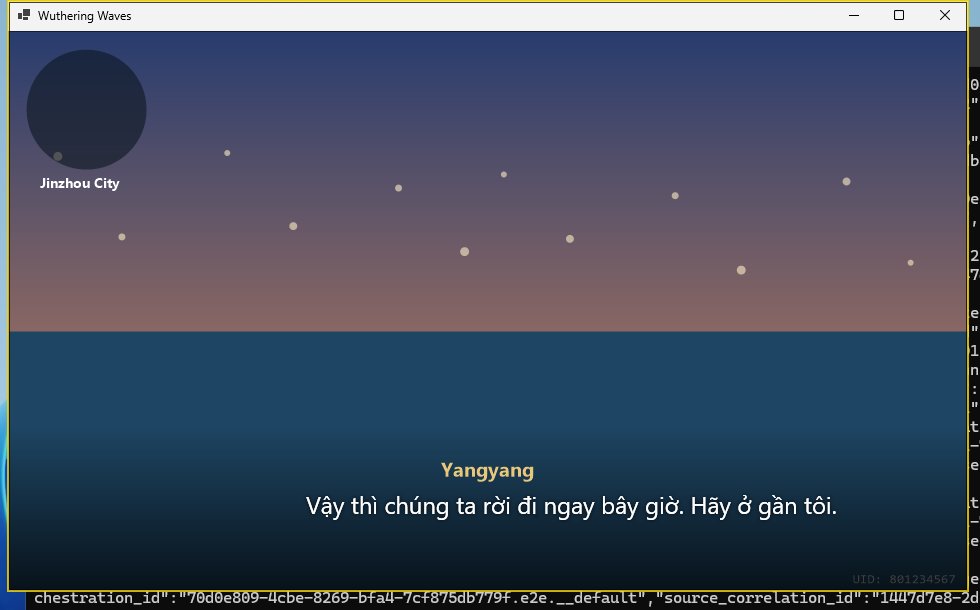 Wuthering Waves
Jinzhou City
Yangyang
Vậy thì chúng ta rời đi ngay bây giờ. Hãy ở gần tôi.
UID: 801234567
chestration_id":"70d0e809-4cbe-8269-bfa4-7cf875db779f.e2e.__default","source_correlation_id":"1447d7e8-2d